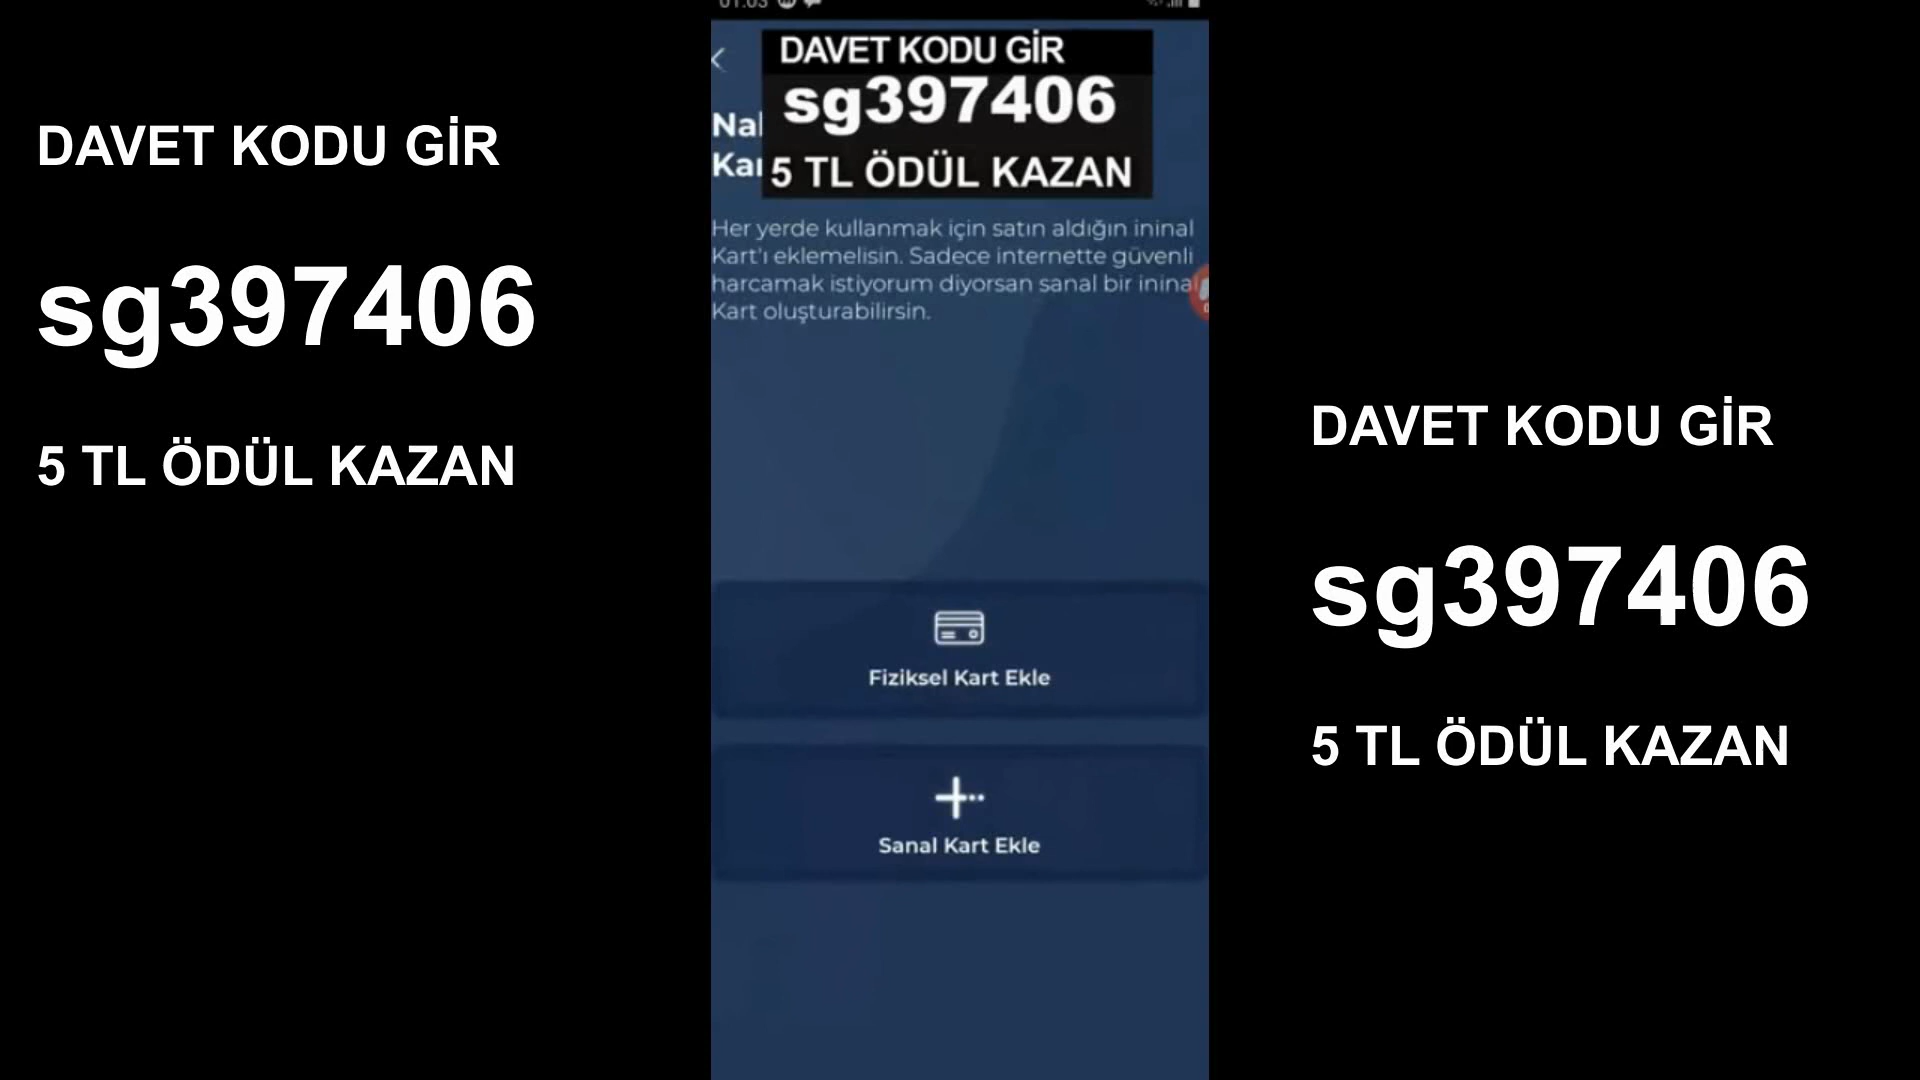 DAVET KODU GİR
sg397406
5 TL ÖDÜL KAZAN
01:03
DAVET KODU GİR
sg397406
5 TL ÖDÜL KAZAN
Her yerde kullanmak için satın aldığın ininal
Kart'ı eklemelisin. Sadece internette güvenli
harcamak istiyorum diyorsan sanal bir ininal
Kart oluşturabilirsin.
Fiziksel Kart Ekle
Sanal Kart Ekle
DAVET KODU GİR
sg397406
5 TL ÖDÜL KAZAN